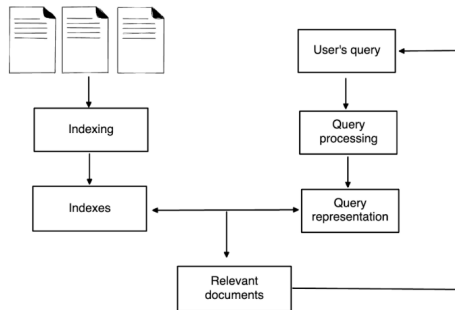 User's query
Indexing
Query
processing
Indexes
Query
representation
Relevant
documents